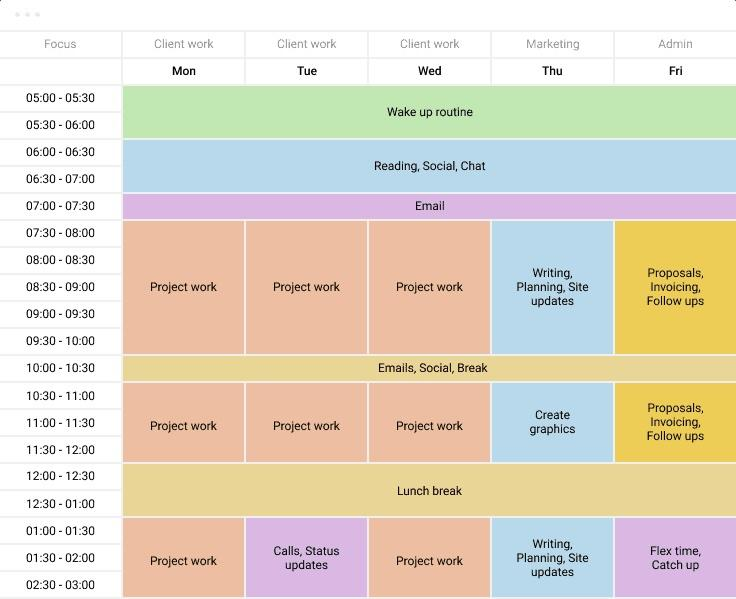 Focus Client work Client work Client work Marketing Admin
Mon Tue Wed Thu Fri
05:00 - 05:30
Wake up routine
05:30 - 06:00
06:00 - 06:30
Reading, Social, Chat
06:30 - 07:00
07:00 - 07:30 Email
07:30 - 08:00
08:00 - 08:30
08:30 - 09:00
09:00 - 09:30
09:30 - 10:00
Project work
Project work
Project work
Writing,
Planning, Site
updates
Proposals,
Invoicing,
Follow ups
10:00 - 10:30 Emails, Social, Break
10:30 - 11:00
11:00 - 11:30
11:30 - 12:00
Project work
Project work
Project work
Create
graphics
Proposals,
Invoicing,
Follow ups
12:00 - 12:30
Lunch break
12:30 - 01:00
01:00 - 01:30
01:30 - 02:00
02:30 - 03:00
Project work
Calls, Status
updates
Project work
Writing,
Planning, Site
updates
Flex time,
Catch up